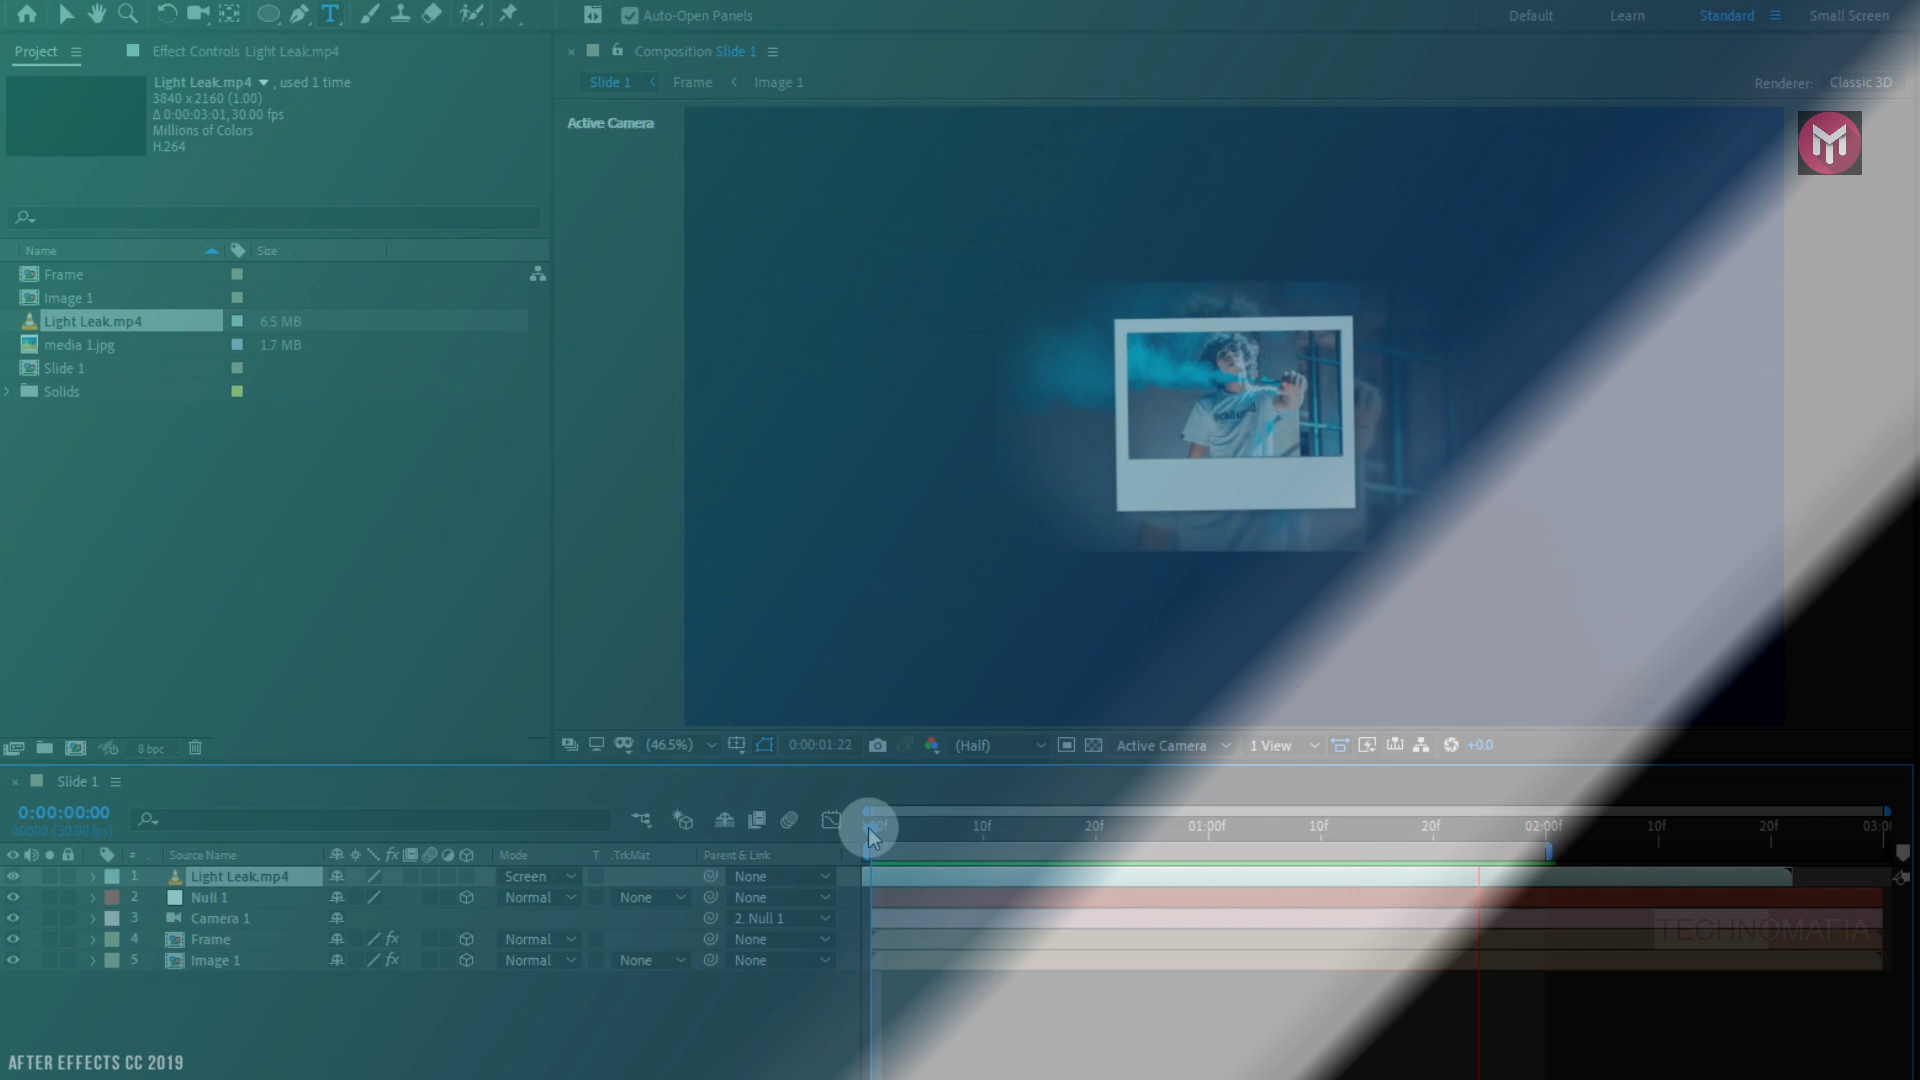 Auto-Open Panels
Default
Learn
Standard
Small Screen
Project
Effect Controls Light Leak.mp4
Composition Slide 1
Light Leak.mp4 , used 1 time
3840 x 2160 (1.00)
Δ 0:00:03:01, 30.00 fps
Millions of Colors
H.264
Slide 1
Frame
Image 1
Renderer:
Classic 3D
Active Camera
Name
Size
Frame
Image 1
Light Leak.mp4
6.5 MB
media 1.jpg
1.7 MB
Slide 1
Solids
8 bpc
(46.5%)
0:00:01:22
(Half)
Active Camera
1 View
+0.0
Slide 1
0:00:00:00
00000 (30.00 fps)
10f
20f
01:00f
10f
20f
02:00f
10f
20f
# Source Name
fx
Mode
T .TrkMat
Parent & Link
1 Light Leak.mp4 Screen None
2 Null 1 Normal None None
3 Camera 1 2. Null 1
4 Frame fx Normal None
5 Image 1 fx Normal None None
TECHNOMAFIA
AFTER EFFECTS CC 2019